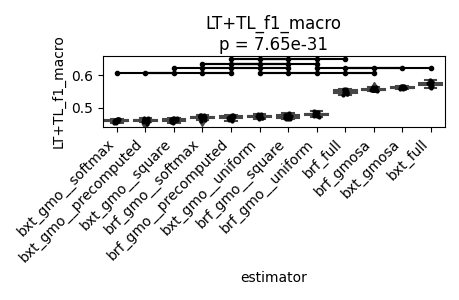 LT+TL_f1_macro
p = 7.65e-31
LT+TL_f1_macro
0.6
0.5
bxt_gmo__softmax
bxt_gmo__precomputed
bxt_gmo__square
brf_gmo__softmax
brf_gmo__precomputed
bxt_gmo__uniform
brf_gmo__square
brf_gmo__uniform
brf_full
brf_gmosa
bxt_gmosa
bxt_full
estimator